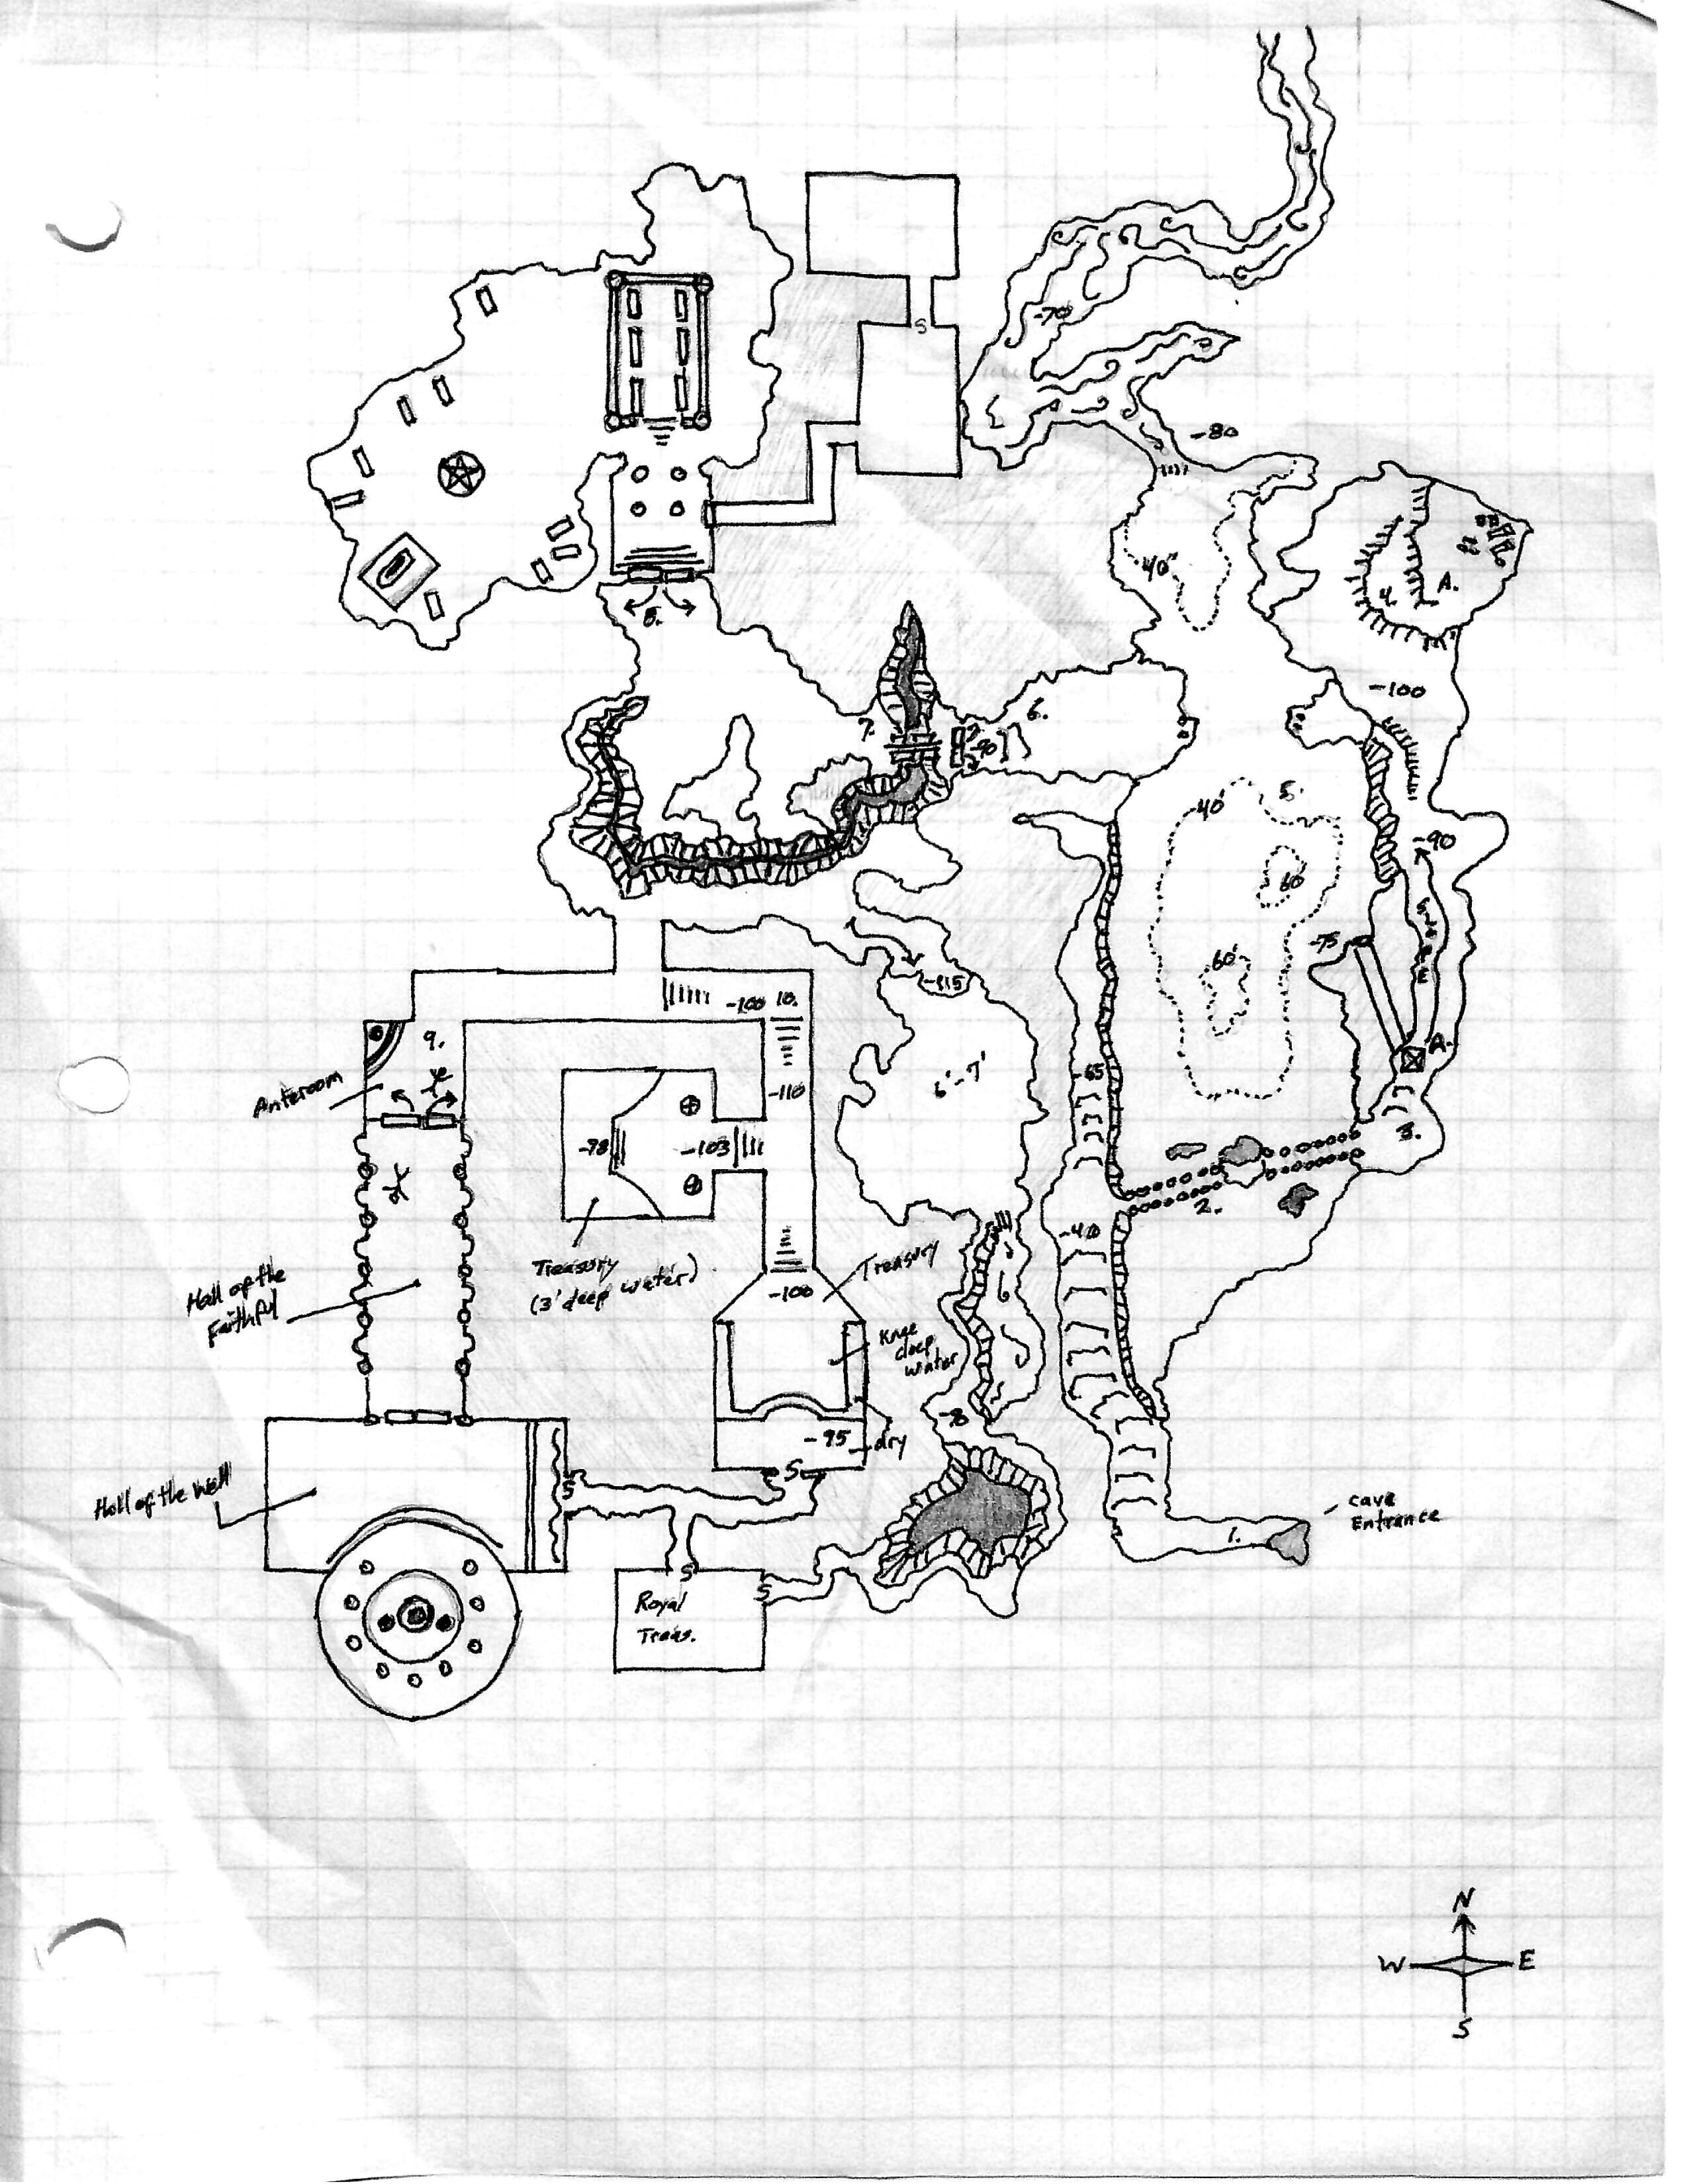 S
-70
-80
-40'
4.
A.
8.
-100
6.
7.
-90
-40'
5.
-90
60'
-75
60'
-115
-100 10.
A.
9.
6'-7'
-65
Anteroom
-110
3.
-78
-103
2.
-40
Treasury
(3' deep water)
Treasury
Hall of the
Faithful
-100
Knee
deep
water
-95
dry
S
Hall of the Well
S
cave
Entrance
1.
S
S
Royal
Treas.
N
W
E
S